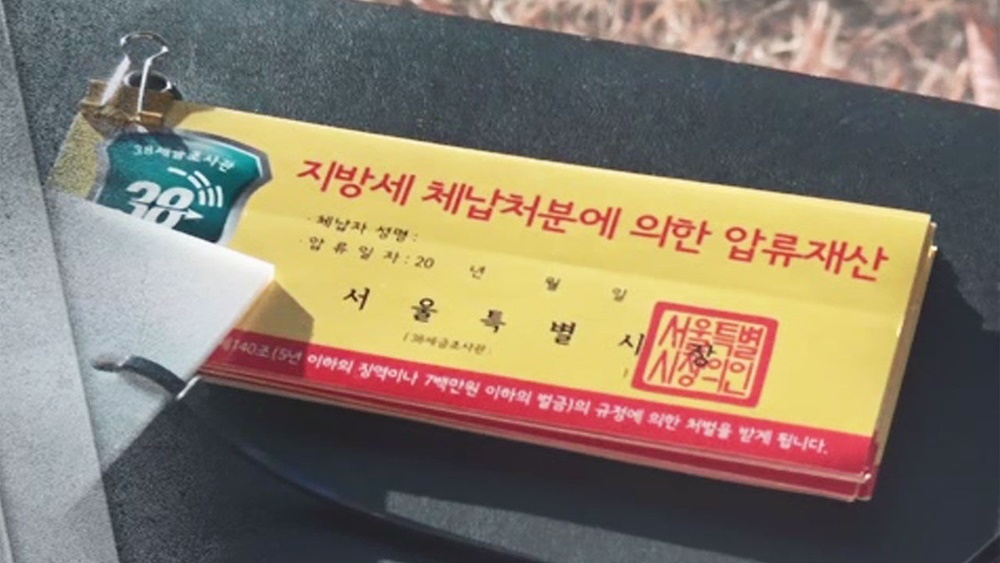 38세금조사관
38
지방세 체납처분에 의한 압류재산
· 체납자 성명 :
· 압 류 일 자 : 20 년 월 일
서 울 특 별 시 장
( 38세금조사관 : )
서울특별
시장의인
제140조(5년 이하의 징역이나 7백만원 이하의 벌금)의 규정에 의한 처벌을 받게 됩니다.